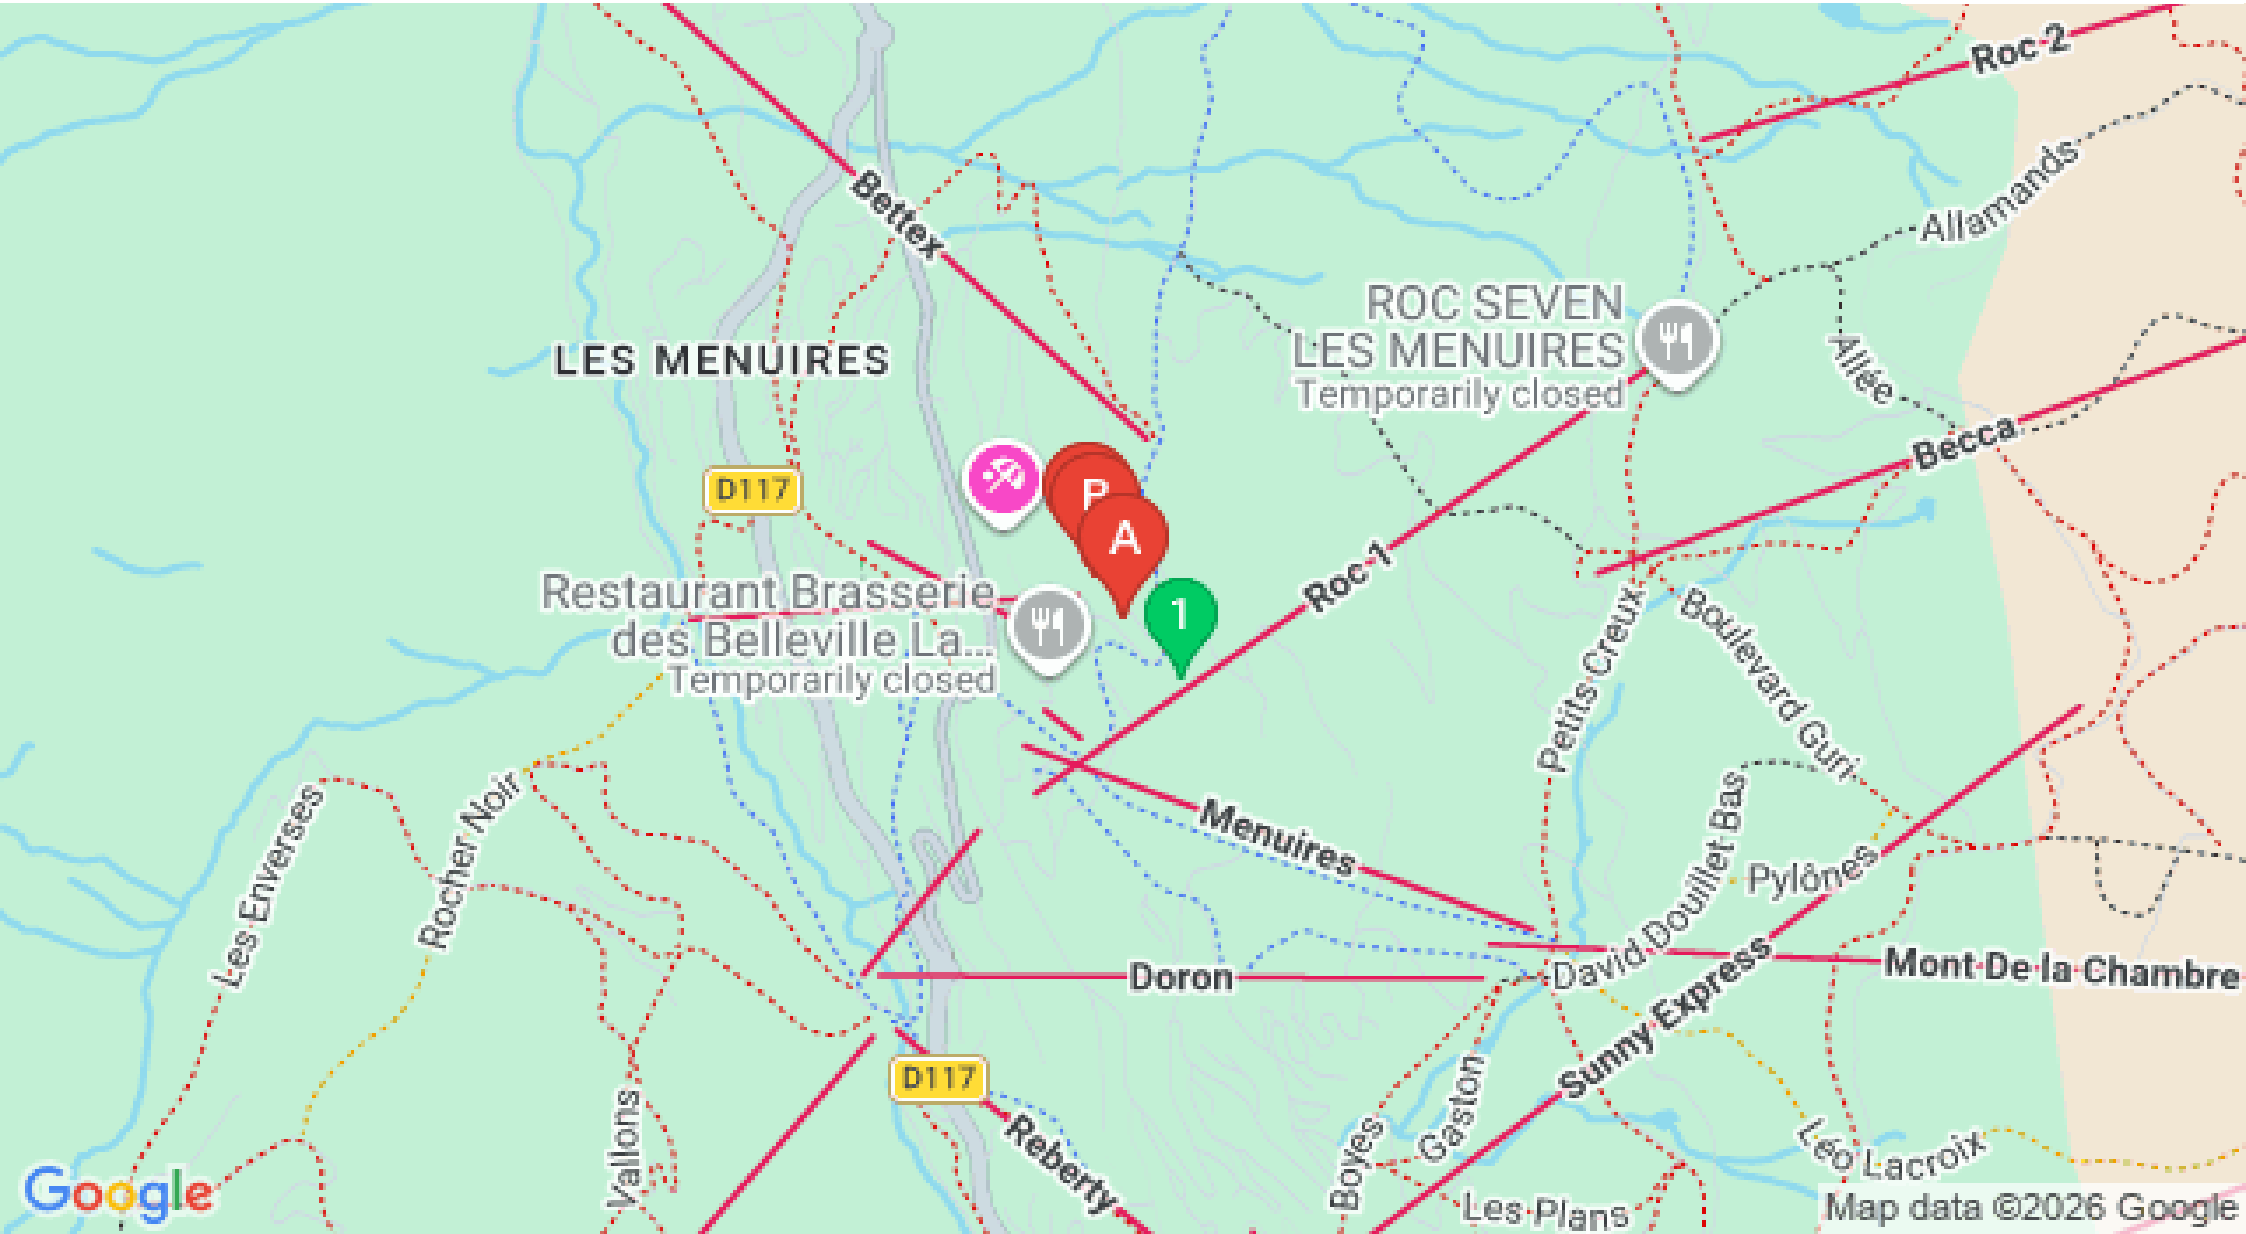 Roc 2
Allamands
Bettex
ROC SEVEN
LES MENUIRES
Temporarily closed
LES MENUIRES
Allée
Becca
D117
B
A
1
Roc 1
Restaurant Brasserie
des Belleville La...
Temporarily closed
Petits Creux
Boulevard Guri
Les Enverses
Rocher Noir
Menuires
David Douillet Bas
Pylônes
Doron
Mont De la Chambre
Sunny Express
D117
Reberty
Vallons
Boyes
Gaston
Léo Lacroix
Les Plans
Google
Map data ©2026 Google